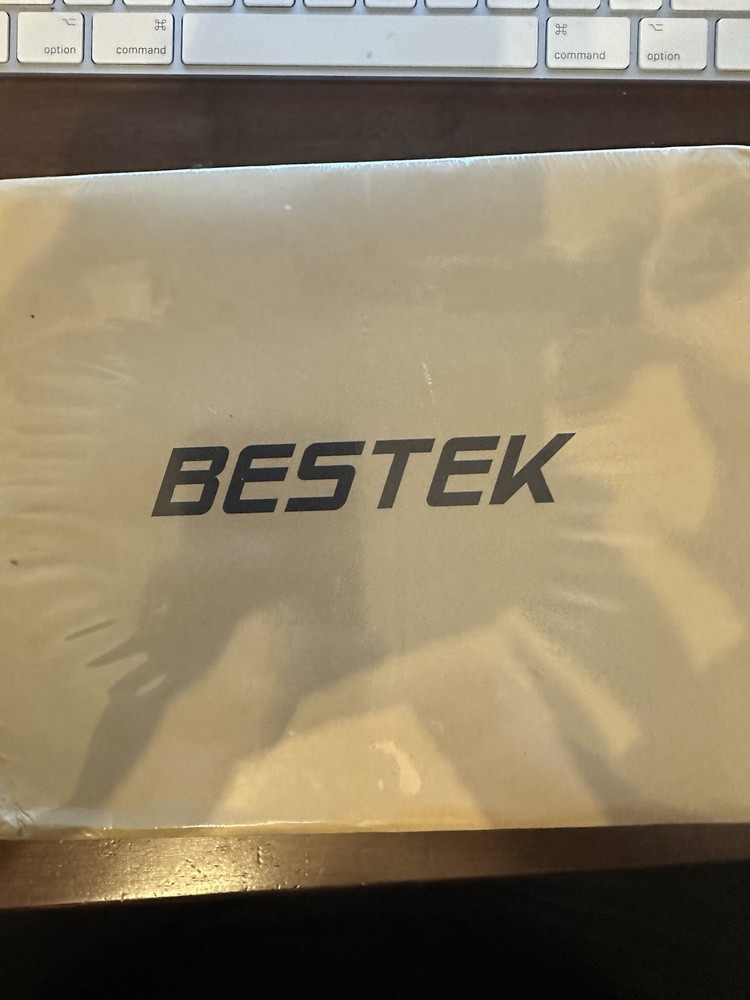 ⌥ ⌘ ⌘ ⌥
option command command option
BESTEK